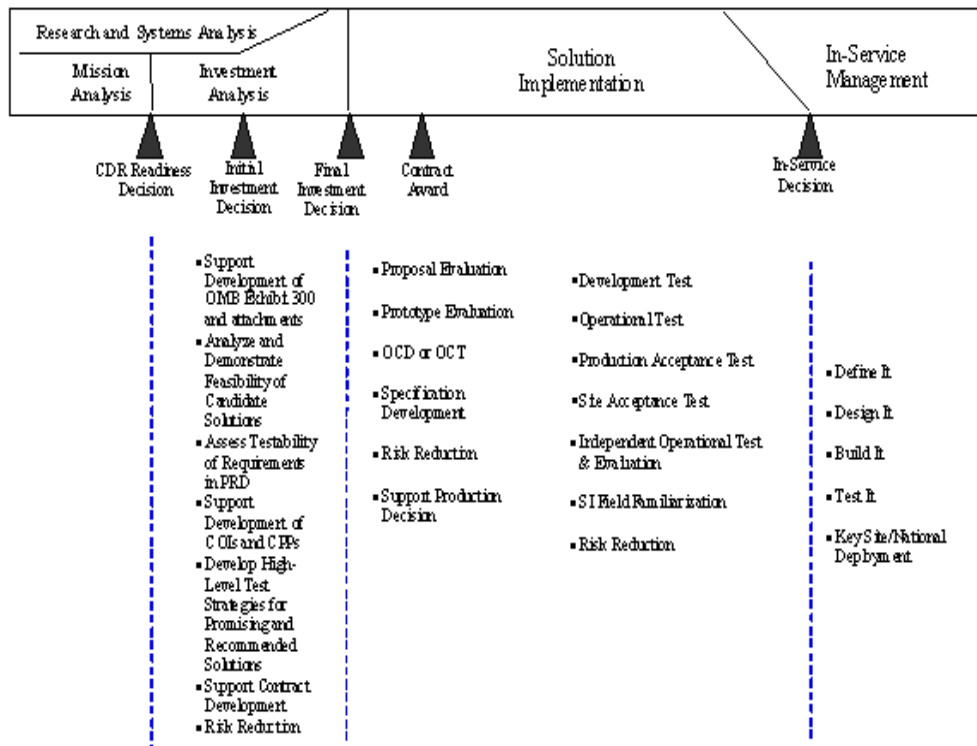 Research and Systems Analysis
Mission
Analysis
Investment
Analysis
Solution
Implementation
In-Service
Management
CDR Readiness
Decision
Initial
Investment
Decision
Final
Investment
Decision
Contract
Award
In-Service
Decision
▪ Support
Development of
OMB Exhibit 300
and attachments
▪ Analyze and
Demonstrate
Feasibility of
Candidate
Solutions
▪ Assess Testability
of Requirements
in PRD
▪ Support
Development of
COIs and CPPs
▪ Develop High-
Level Test
Strategies for
Promising and
Recommended
Solutions
▪ Support Contract
Development
▪ Risk Reduction
▪ Proposal Evaluation
▪ Prototype Evaluation
▪ OCD or OCT
▪ Specification
Development
▪ Risk Reduction
▪ Support Production
Decision
▪ Development Test
▪ Operational Test
▪ Production Acceptance Test
▪ Site Acceptance Test
▪ Independent Operational Test
& Evaluation
▪ SI Field Familiarization
▪ Risk Reduction
▪ Define It
▪ Design It
▪ Build It
▪ Test It
▪ Key Site/National
Deployment